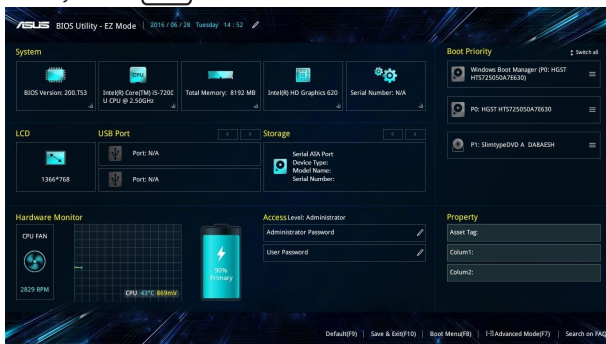 ASUS BIOS Utility - EZ Mode | 2016 / 06 / 28 Tuesday 14 : 52
System
BIOS Version: 200.T53
CPU
Intel(R) Core(TM) i5-7200
U CPU @ 2.50GHz
Total Memory: 8192 MB
Intel(R) HD Graphics 620
Serial Number: N/A
Boot Priority
Switch all
Windows Boot Manager (P0: HGST
HTS725050A7E630)
P0: HGST HTS725050A7E630
P1: SlimtypeDVD A DA8AESH
LCD
1366*768
USB Port
Port: N/A
Port: N/A
Storage
Serial ATA Port
Device Type:
Model Name:
Serial Number:
Hardware Monitor
CPU FAN
2829 RPM
CPU 43°C 869mV
90%
Primary
Access Level: Administrator
Administrator Password
User Password
Property
Asset Tag:
Colum1:
Colum2:
Default(F9) | Save & Exit(F10) | Boot Menu(F8) | Advanced Mode(F7) | Search on FAQ